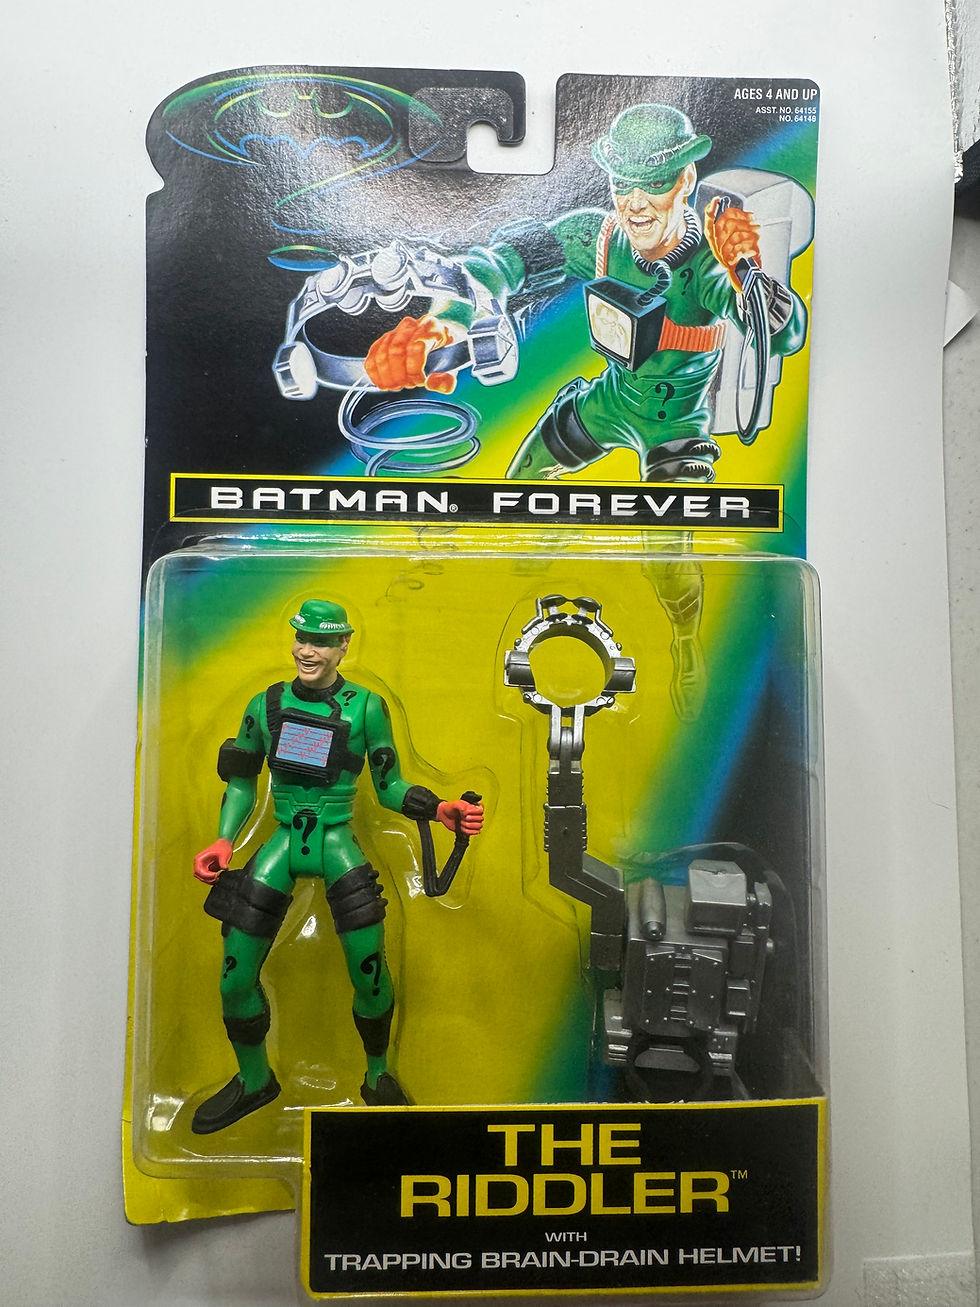 AGES 4 AND UP
ASST. NO. 64155
NO. 64146
?
?
BATMAN® FOREVER
?
?
?
?
?
?
THE
RIDDLER™
WITH
TRAPPING BRAIN-DRAIN HELMET!